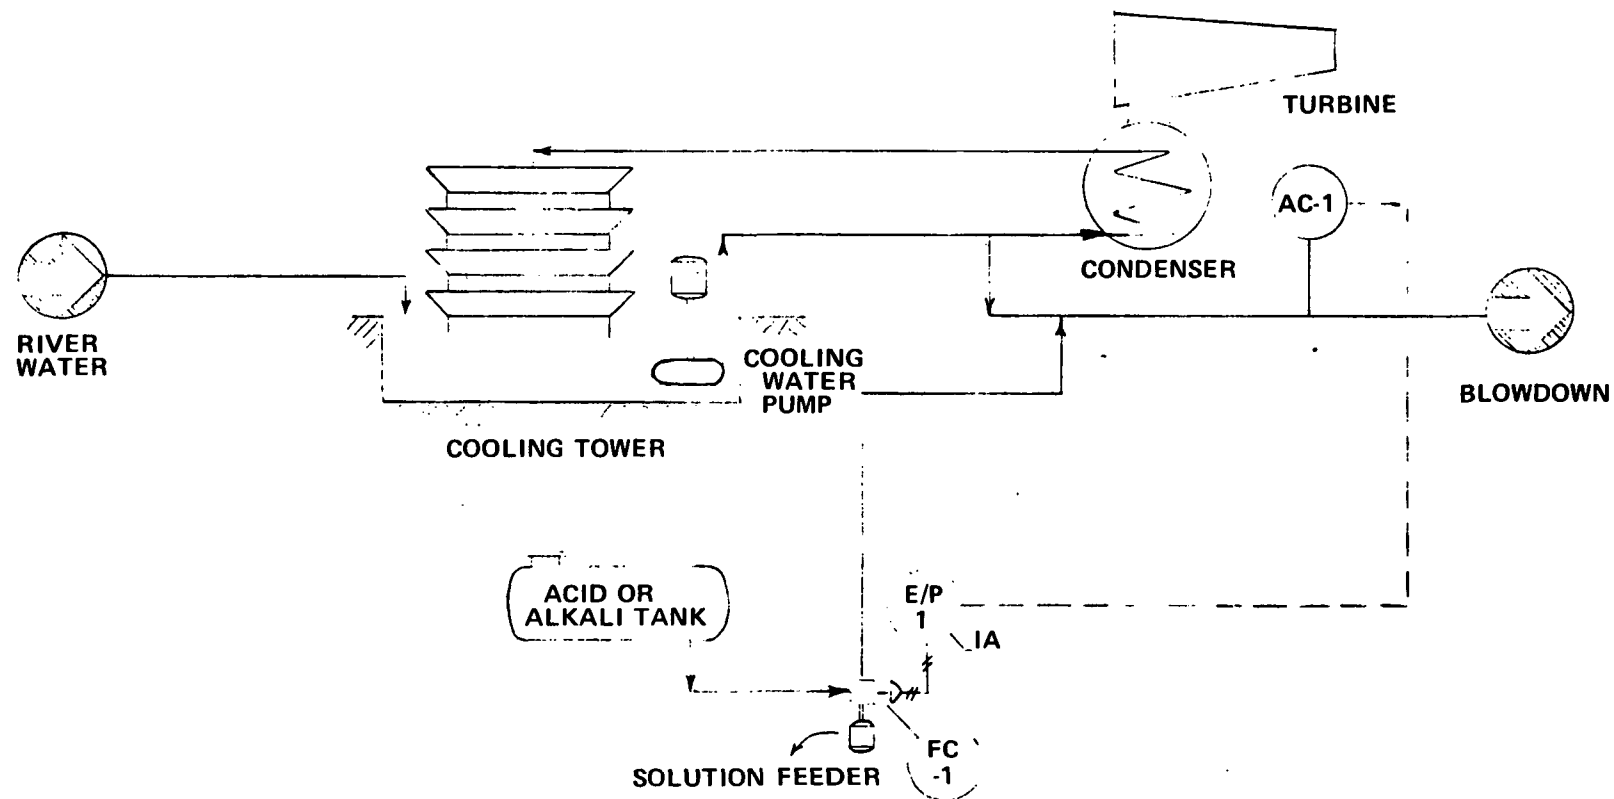 TURBINE
AC-1
CONDENSER
RIVER
WATER
COOLING
WATER
PUMP
BLOWDOWN
COOLING TOWER
ACID OR
ALKALI TANK
E/P
1
IA
FC
-1
SOLUTION FEEDER